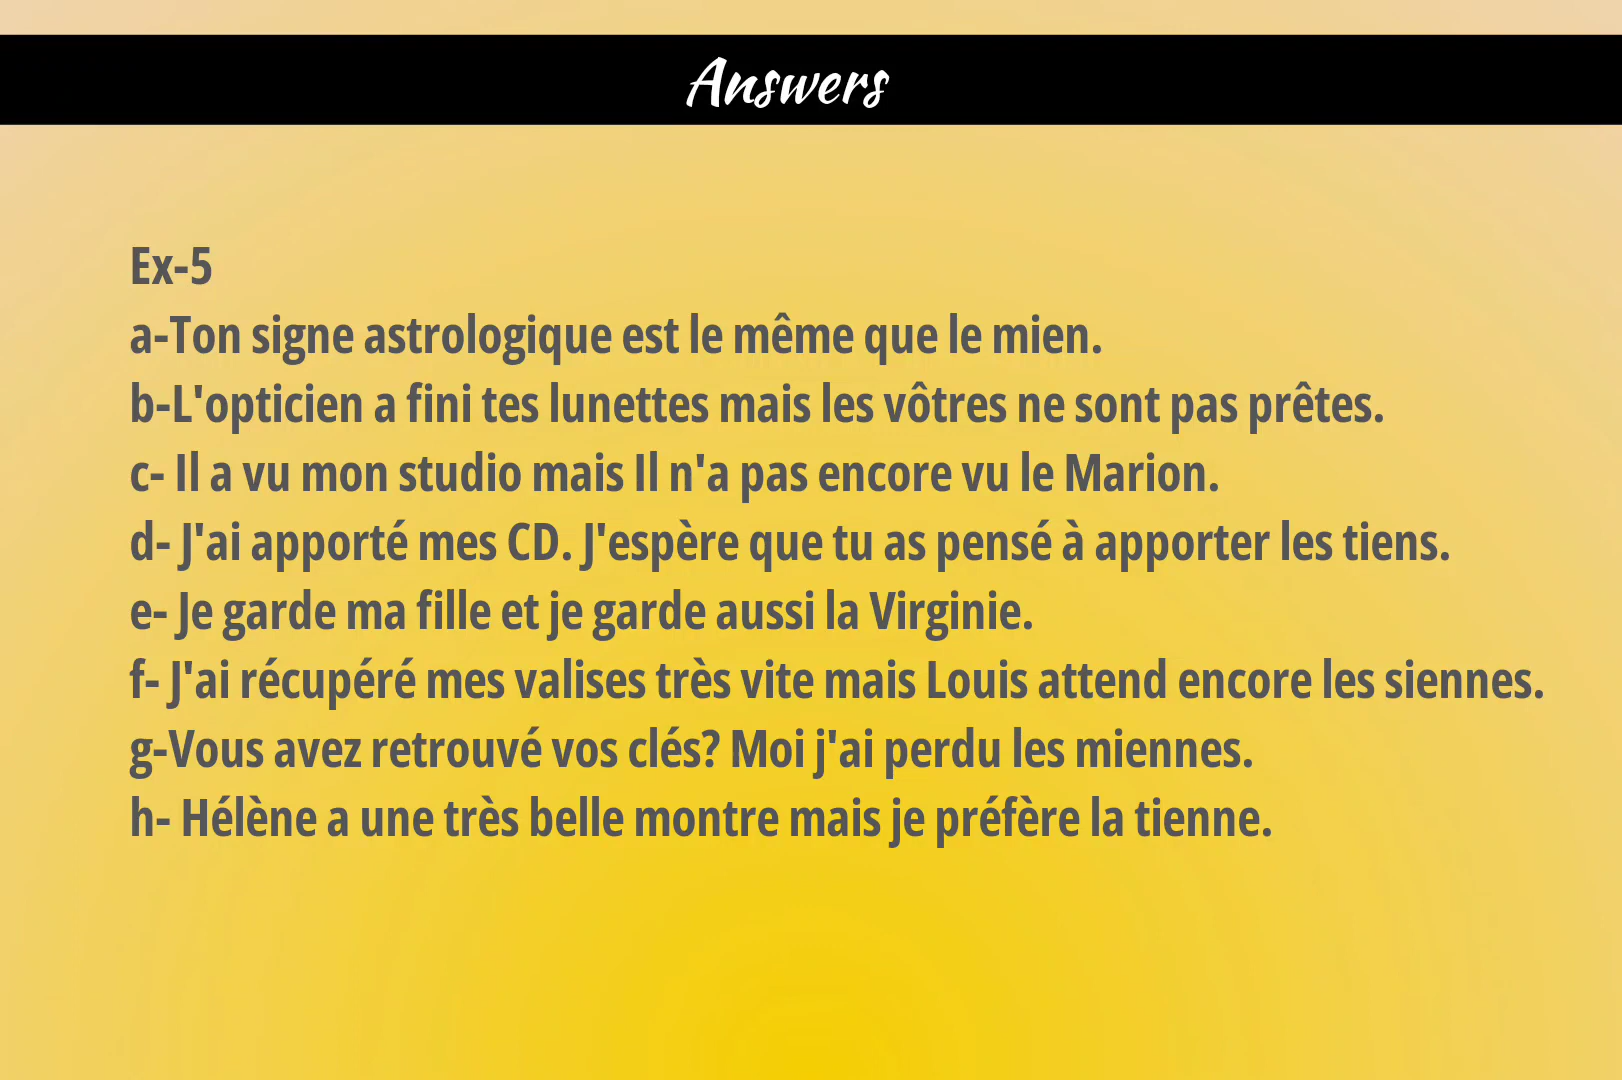 Answers
Ex-5
a-Ton signe astrologique est le même que le mien.
b-L'opticien a fini tes lunettes mais les vôtres ne sont pas prêtes.
c- Il a vu mon studio mais Il n'a pas encore vu le Marion.
d- J'ai apporté mes CD. J'espère que tu as pensé à apporter les tiens.
e- Je garde ma fille et je garde aussi la Virginie.
f- J'ai récupéré mes valises très vite mais Louis attend encore les siennes.
g-Vous avez retrouvé vos clés? Moi j'ai perdu les miennes.
h- Hélène a une très belle montre mais je préfère la tienne.